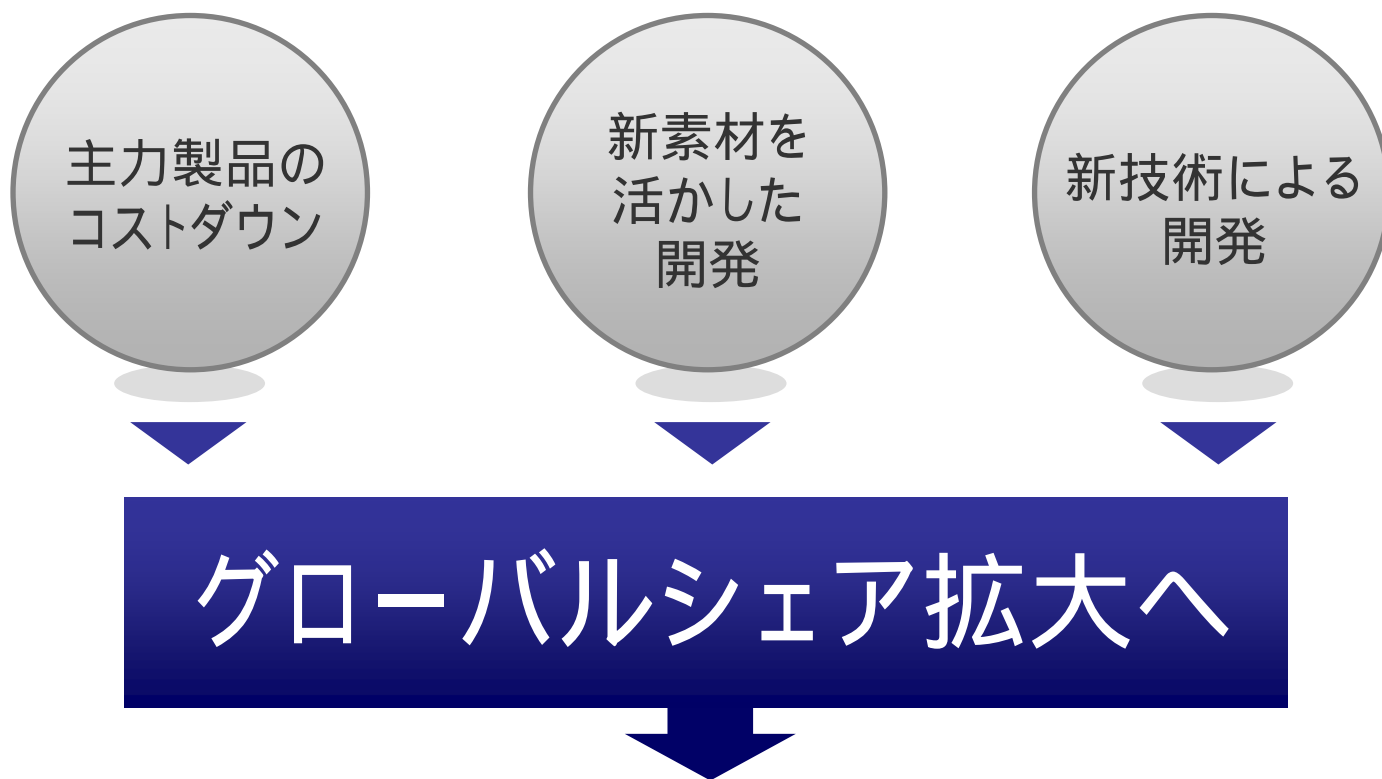 主力製品の
コストダウン
新素材を
活かした
開発
新技術による
開発
グローバルシェア拡大へ